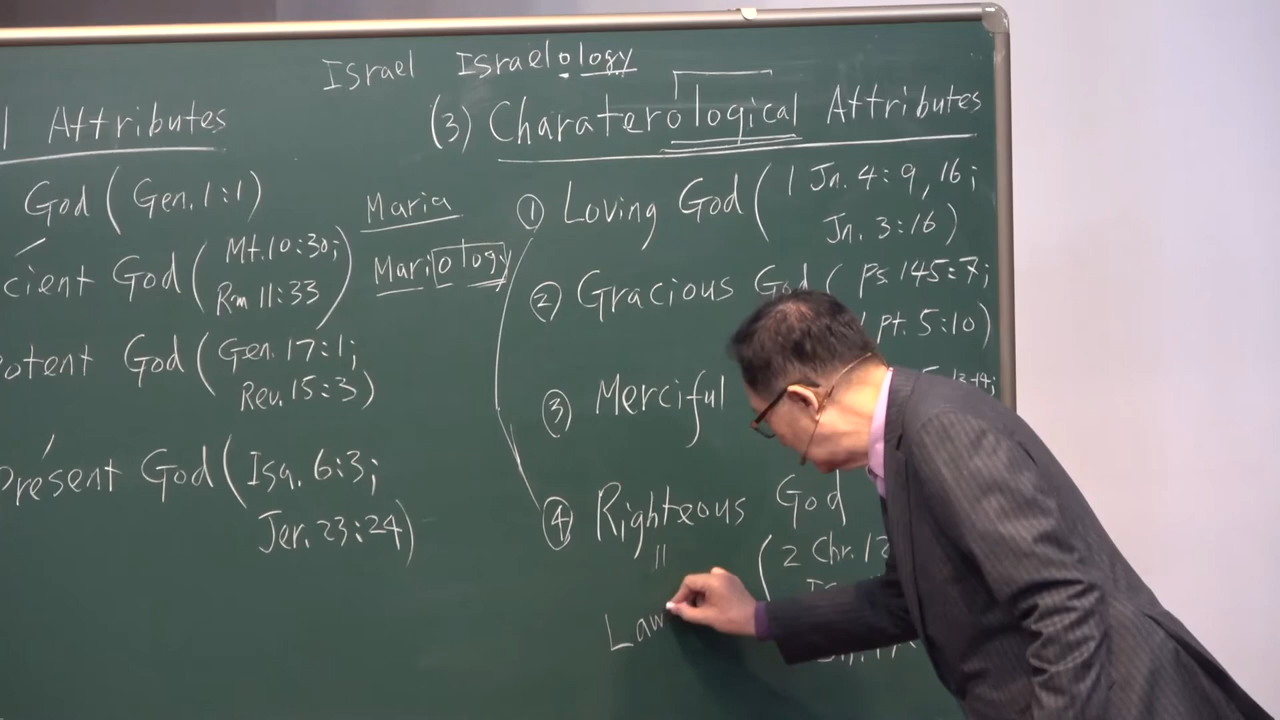 Israel Israelology
Attributes
God (Gen. 1:1)
cient God (Mt. 10:30;
Rm 11:33)
otent God (Gen. 17:1;
Rev. 15:3)
present God (Isa. 6:3;
Jer. 23:24)
Maria
Mariology
(3) Charaterological Attributes
① Loving God (1 Jn. 4:9, 16;
Jn. 3:16)
② Gracious God (Ps. 145:7;
pt. 5:10)
③ Merciful
13-14;
④ Righteous God
"
(2 Chr. 12
Law